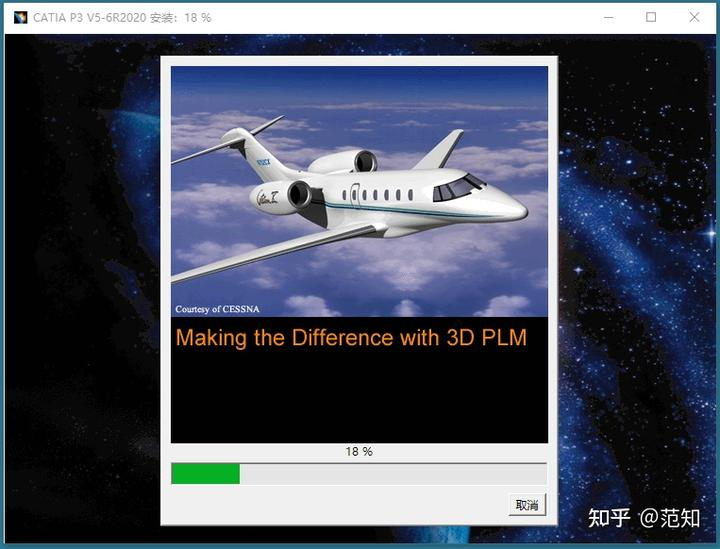 CATIA P3 V5-6R2020 安装: 18 %
Courtesy of CESSNA
Making the Difference with 3D PLM
18 %
取消
知乎 @范知